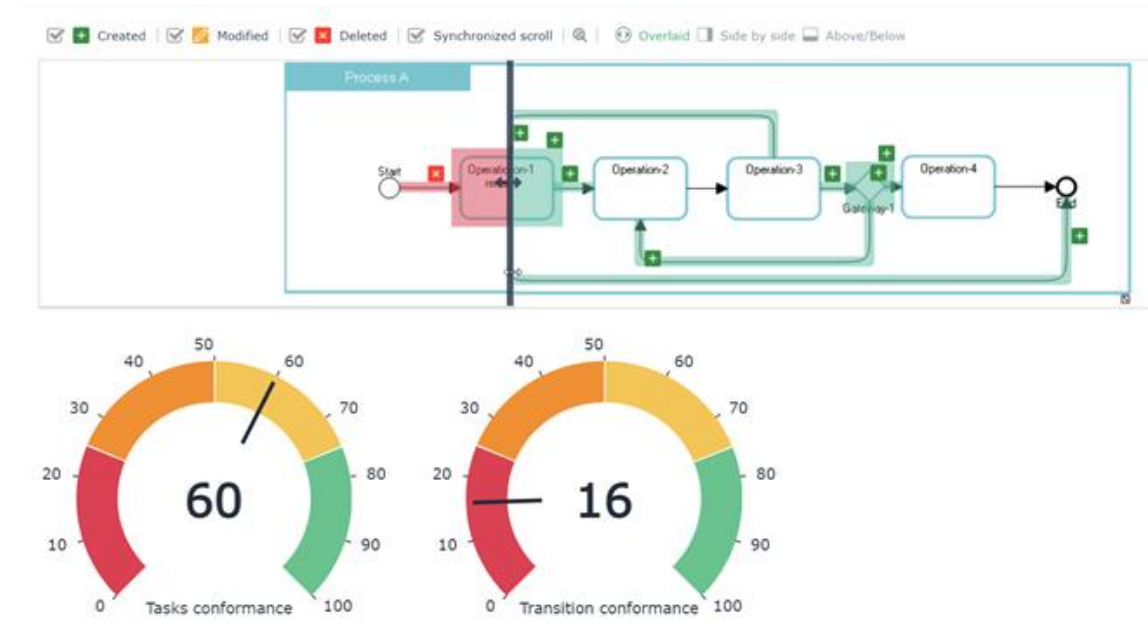 Created Modified Deleted Synchronized scroll Overlaid Side by side Above/Below
Process A
Start
Operation-2
Operation-3
Operation-4
Gateway-1
End
50
40 60
30 70
20 80
60
10 90
0 Tasks conformance 100
50
40 60
30 70
20 80
16
10 90
0 Transition conformance 100